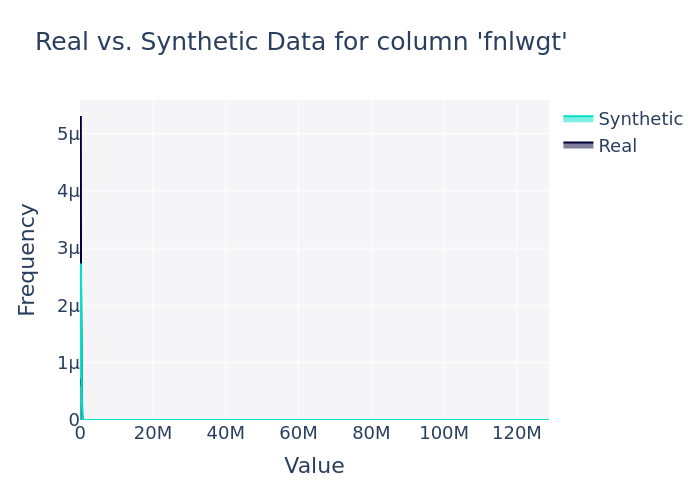 Real vs. Synthetic Data for column 'fnlwgt'
Synthetic
Real
5μ
4μ
3μ
2μ
1μ
0
Frequency
0 20M 40M 60M 80M 100M 120M
Value